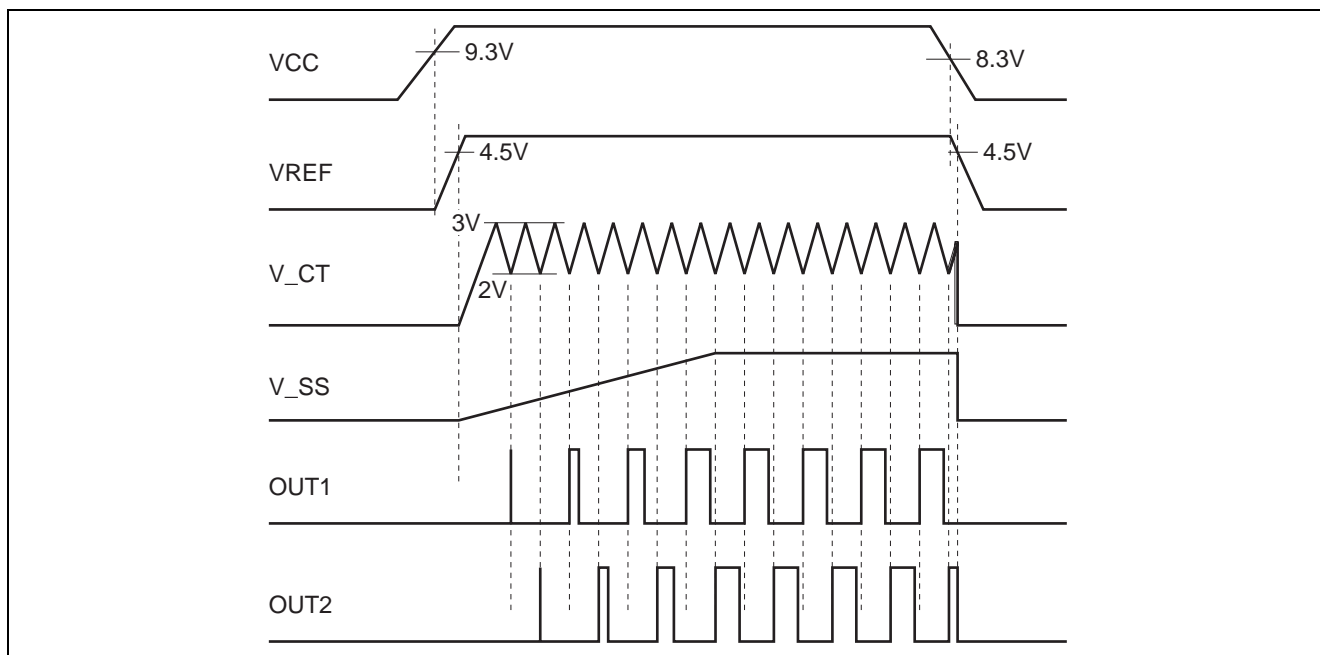 VCC
9.3V
8.3V
VREF
4.5V
4.5V
3V
V_CT
2V
V_SS
OUT1
OUT2